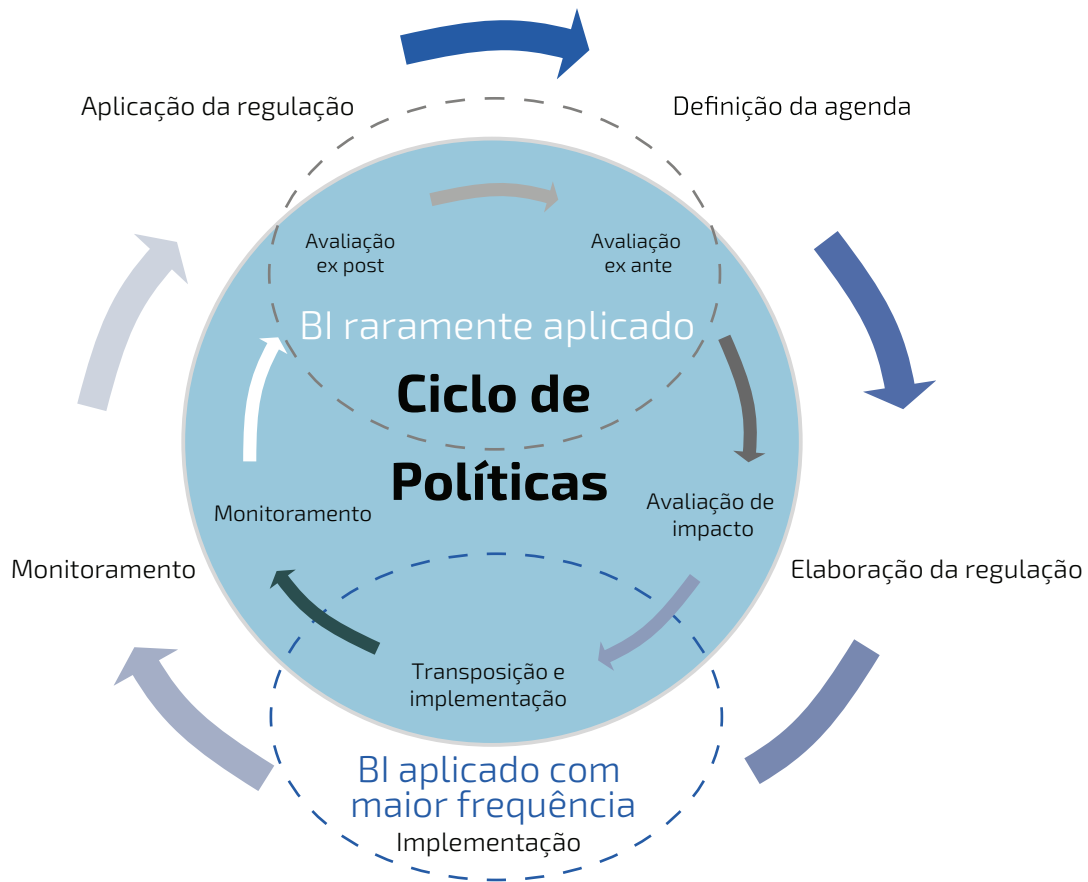 Aplicação da regulação
Definição da agenda
Avaliação
ex post
Avaliação
ex ante
BI raramente aplicado
Ciclo de
Políticas
Monitoramento
Avaliação de
impacto
Monitoramento
Elaboração da regulação
Transposição e
implementação
BI aplicado com
maior frequência
Implementação